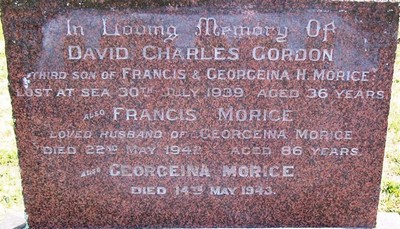 In Loving Memory Of
DAVID CHARLES GORDON
THIRD SON OF FRANCIS & GEORGEINA H. MORICE.
LOST AT SEA 30TH JULY 1939 AGED 36 YEARS
ALSO FRANCIS MORICE
LOVED HUSBAND OF GEORGEINA MORICE
DIED 22ND MAY AGED 86 YEARS.
ALSO GEORGEINA MORICE
DIED 14TH MAY 1943.